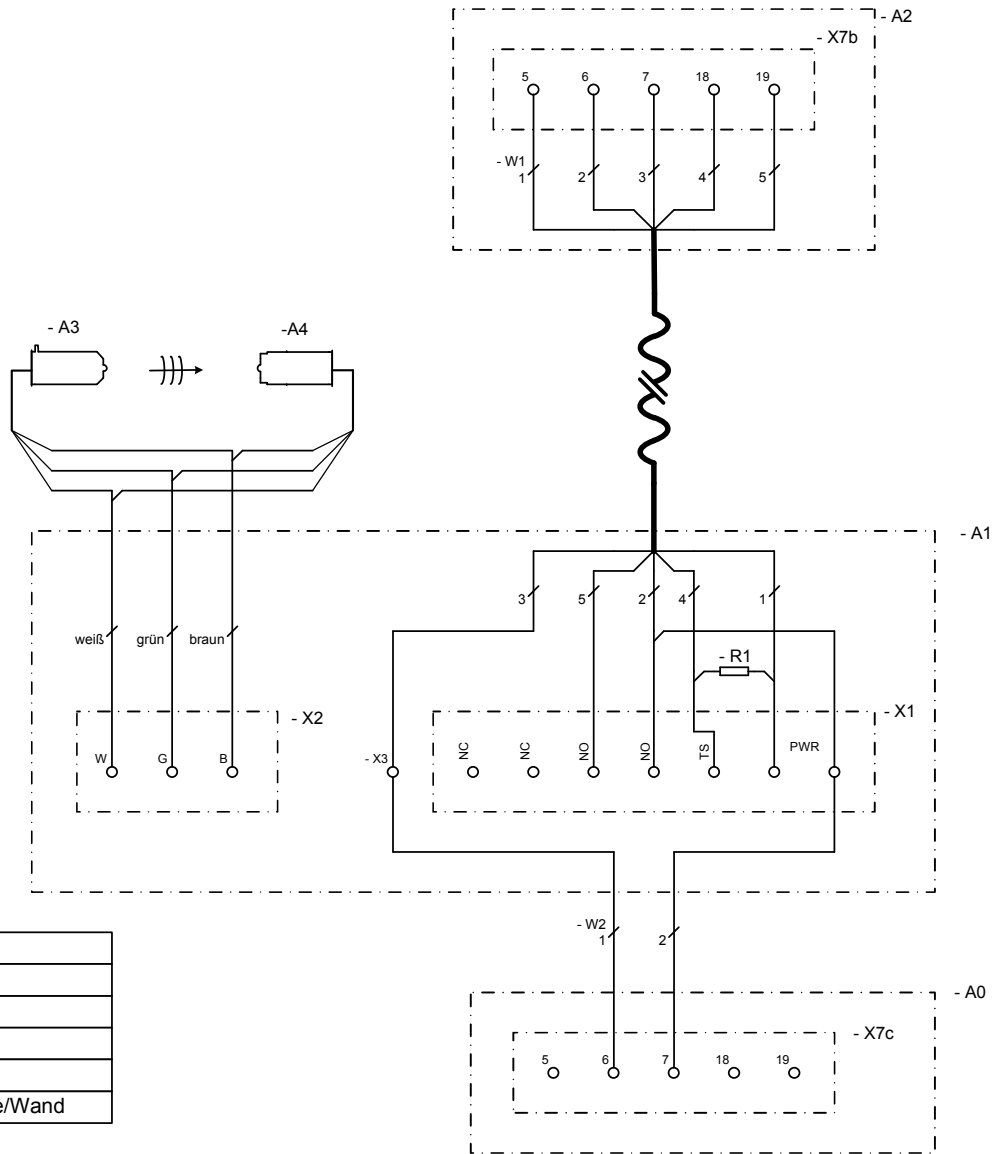 - A2
- X7b
5 6 7 18 19
- W1
1 2 3 4 5
- A3
-A4
- A1
3 5 2 4 1
weiß grün braun
- R1
- X2
- X1
W G B
- X3
NC NC NO NO TS PWR
- W2
1 2
- A0
- X7c
5 6 7 18 19
e/Wand